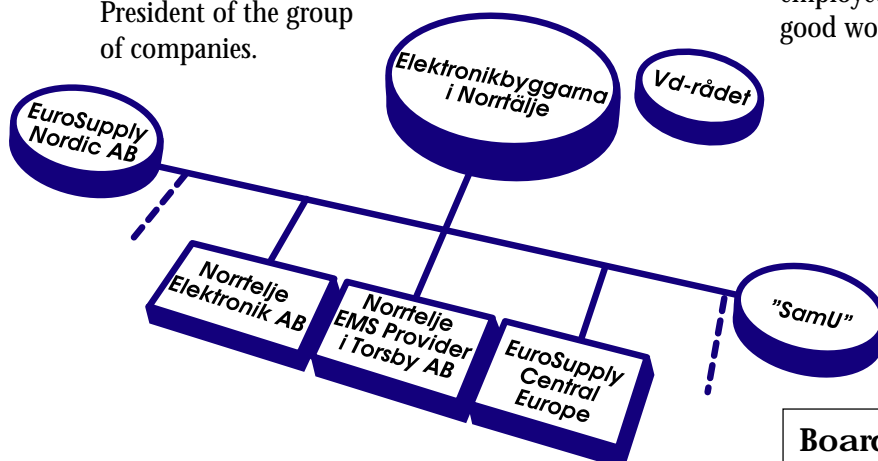 President of the group
of companies.
good wo
Elektronikbyggarna
i Norrtälje
Vd-rådet
EuroSupply
Nordic AB
Norrtelje
Elektronik AB
Norrtelje
EMS Provider
i Torsby AB
EuroSupply
Central
Europe
”SamU”
Board